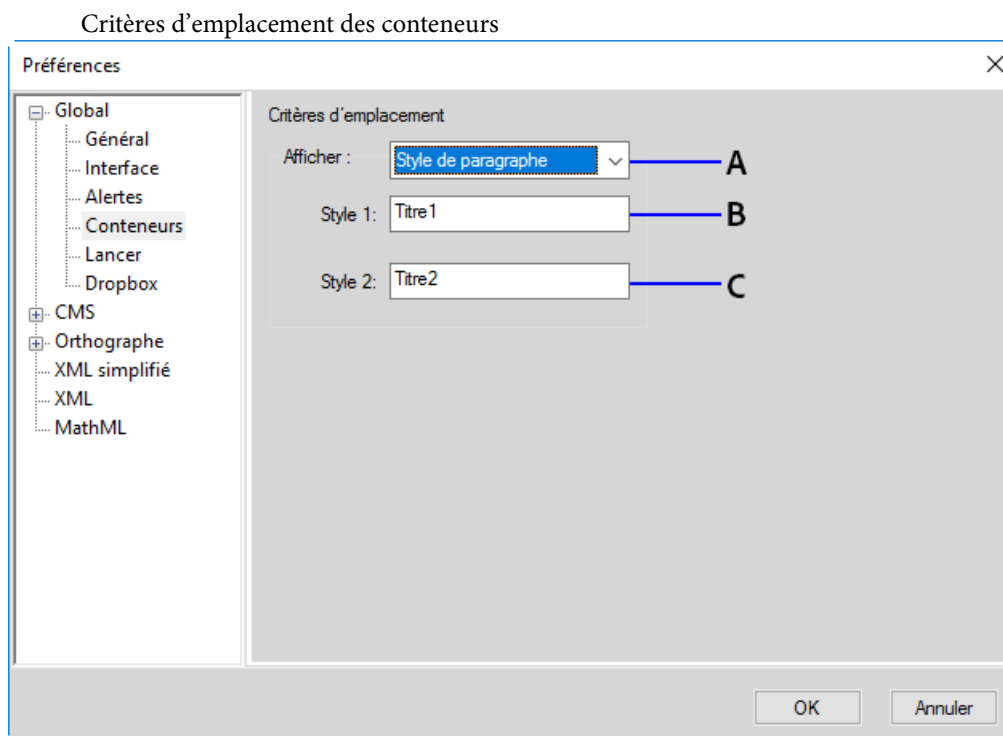 Critères d'emplacement des conteneurs
Préférences
Global
Général
Interface
Alertes
Conteneurs
Lancer
Dropbox
CMS
Orthographe
XML simplifié
XML
MathML
Critères d'emplacement
Afficher : Style de paragraphe A
Style 1: Titre1 B
Style 2: Titre2 C
OK Annuler